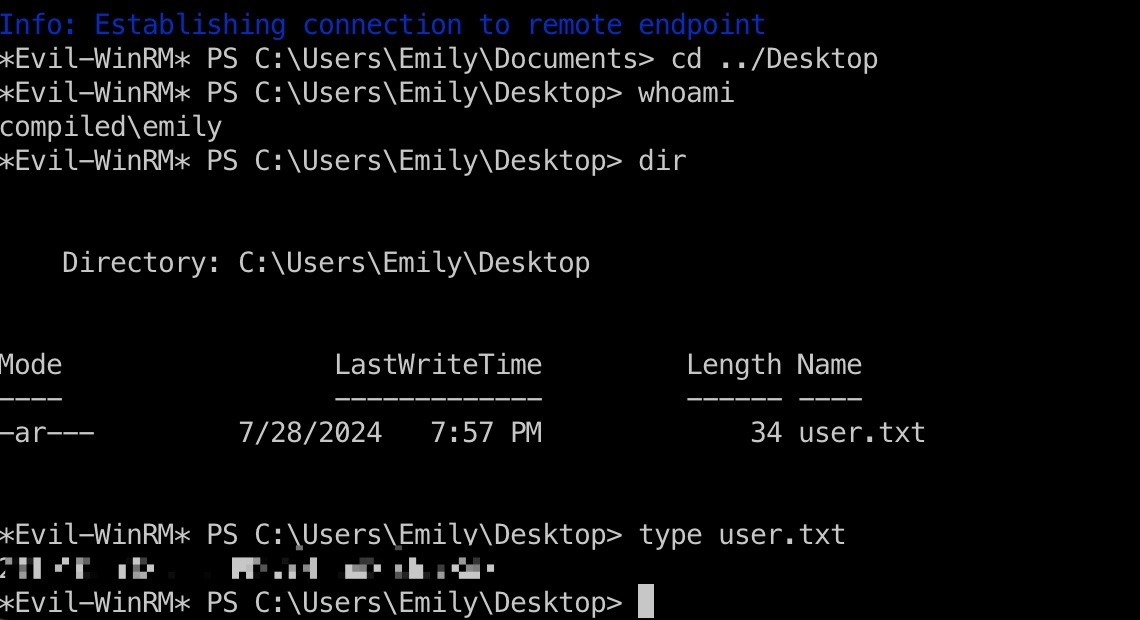 Info: Establishing connection to remote endpoint
*Evil-WinRM* PS C:\Users\Emily\Documents> cd ../Desktop
*Evil-WinRM* PS C:\Users\Emily\Desktop> whoami
compiled\emily
*Evil-WinRM* PS C:\Users\Emily\Desktop> dir
Directory: C:\Users\Emily\Desktop
Mode LastWriteTime Length Name
---- ------------- ------ ----
-ar--- 7/28/2024 7:57 PM 34 user.txt
*Evil-WinRM* PS C:\Users\Emily\Desktop> type user.txt
*Evil-WinRM* PS C:\Users\Emily\Desktop>